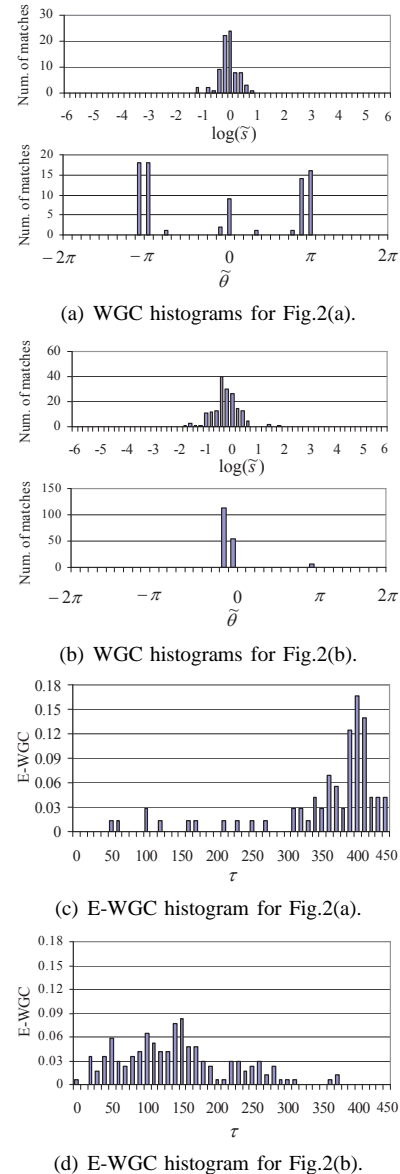 Num. of matches
30
20
10
0
-6 -5 -4 -3 -2 -1 0 1 2 3 4 5 6
log(s̃)
Num. of matches
20
15
10
5
0
−2π −π 0 π 2π
θ̃
(a) WGC histograms for Fig.2(a).
Num. of matches
60
40
20
0
-6 -5 -4 -3 -2 -1 0 1 2 3 4 5 6
log(s̃)
Num. of matches
150
100
50
0
−2π −π 0 π 2π
θ̃
(b) WGC histograms for Fig.2(b).
E-WGC
0.18
0.15
0.12
0.09
0.06
0.03
0
0 50 100 150 200 250 300 350 400 450
τ
(c) E-WGC histogram for Fig.2(a).
E-WGC
0.18
0.15
0.12
0.09
0.06
0.03
0
0 50 100 150 200 250 300 350 400 450
τ
(d) E-WGC histogram for Fig.2(b).